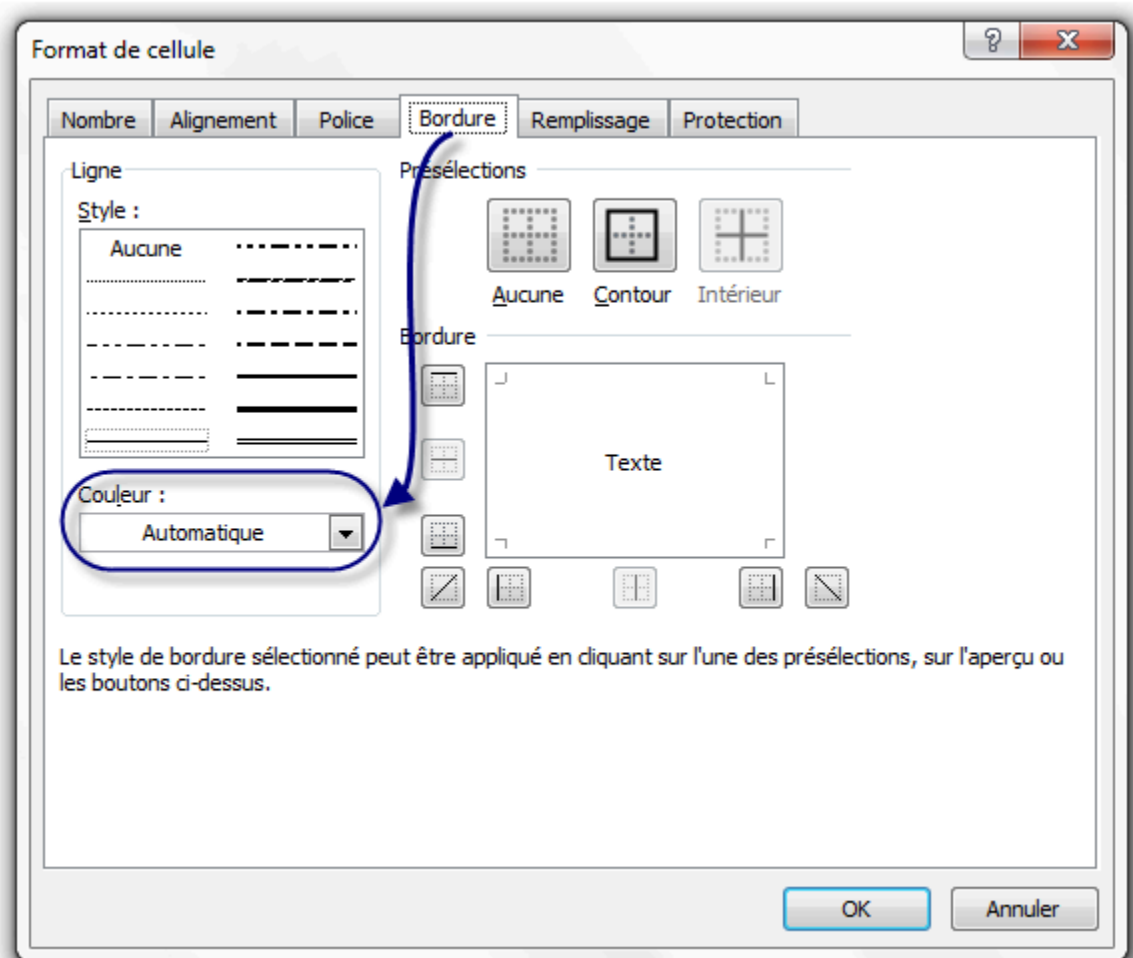 Format de cellule
Nombre Alignement Police Bordure Remplissage Protection
Ligne
Style :
Aucune
Couleur :
Automatique
Présélections
Aucune Contour Intérieur
Bordure
Texte
Le style de bordure sélectionné peut être appliqué en cliquant sur l'une des présélections, sur l'aperçu ou
les boutons ci-dessus.
OK Annuler